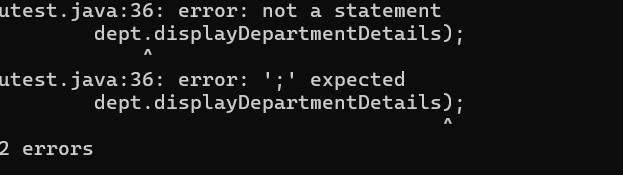 utest.java:36: error: not a statement
        dept.displayDepartmentDetails);
            ^
utest.java:36: error: ';' expected
        dept.displayDepartmentDetails);
                                     ^
2 errors